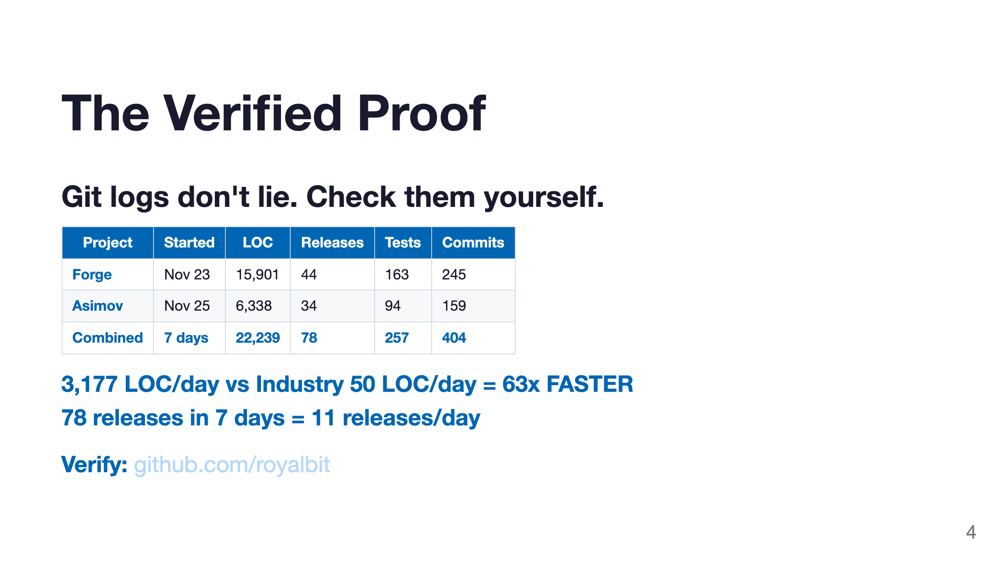 The Verified Proof
Git logs don't lie. Check them yourself.
Project Started LOC Releases Tests Commits
Forge Nov 23 15,901 44 163 245
Asimov Nov 25 6,338 34 94 159
Combined 7 days 22,239 78 257 404
3,177 LOC/day vs Industry 50 LOC/day = 63x FASTER
78 releases in 7 days = 11 releases/day
Verify: github.com/royalbit
4